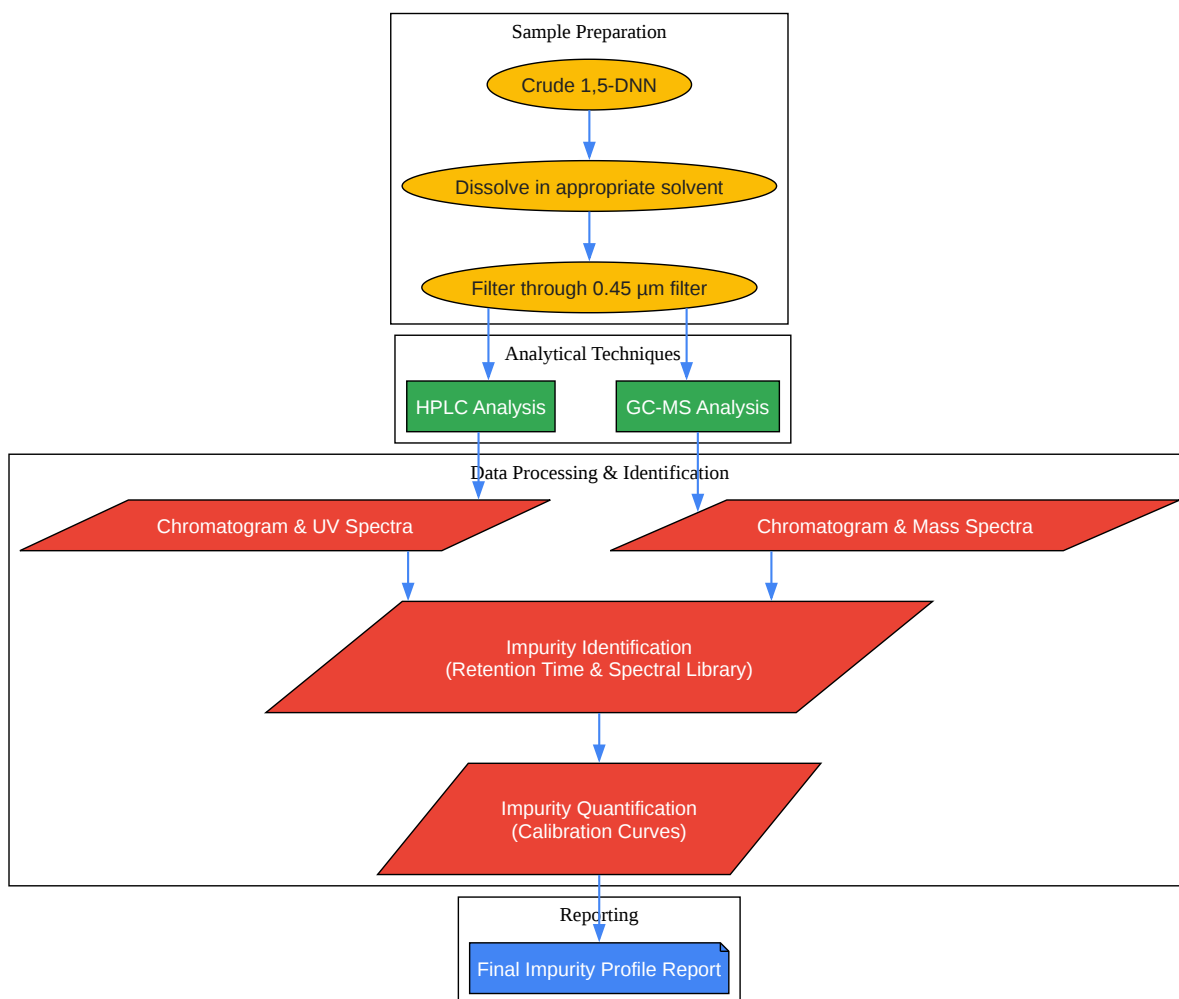 Sample Preparation
Crude 1,5-DNN
Dissolve in appropriate solvent
Filter through 0.45 µm filter
Analytical Techniques
HPLC Analysis
GC-MS Analysis
Data Processing & Identification
Chromatogram & UV Spectra
Chromatogram & Mass Spectra
Impurity Identification
(Retention Time & Spectral Library)
Impurity Quantification
(Calibration Curves)
Reporting
Final Impurity Profile Report